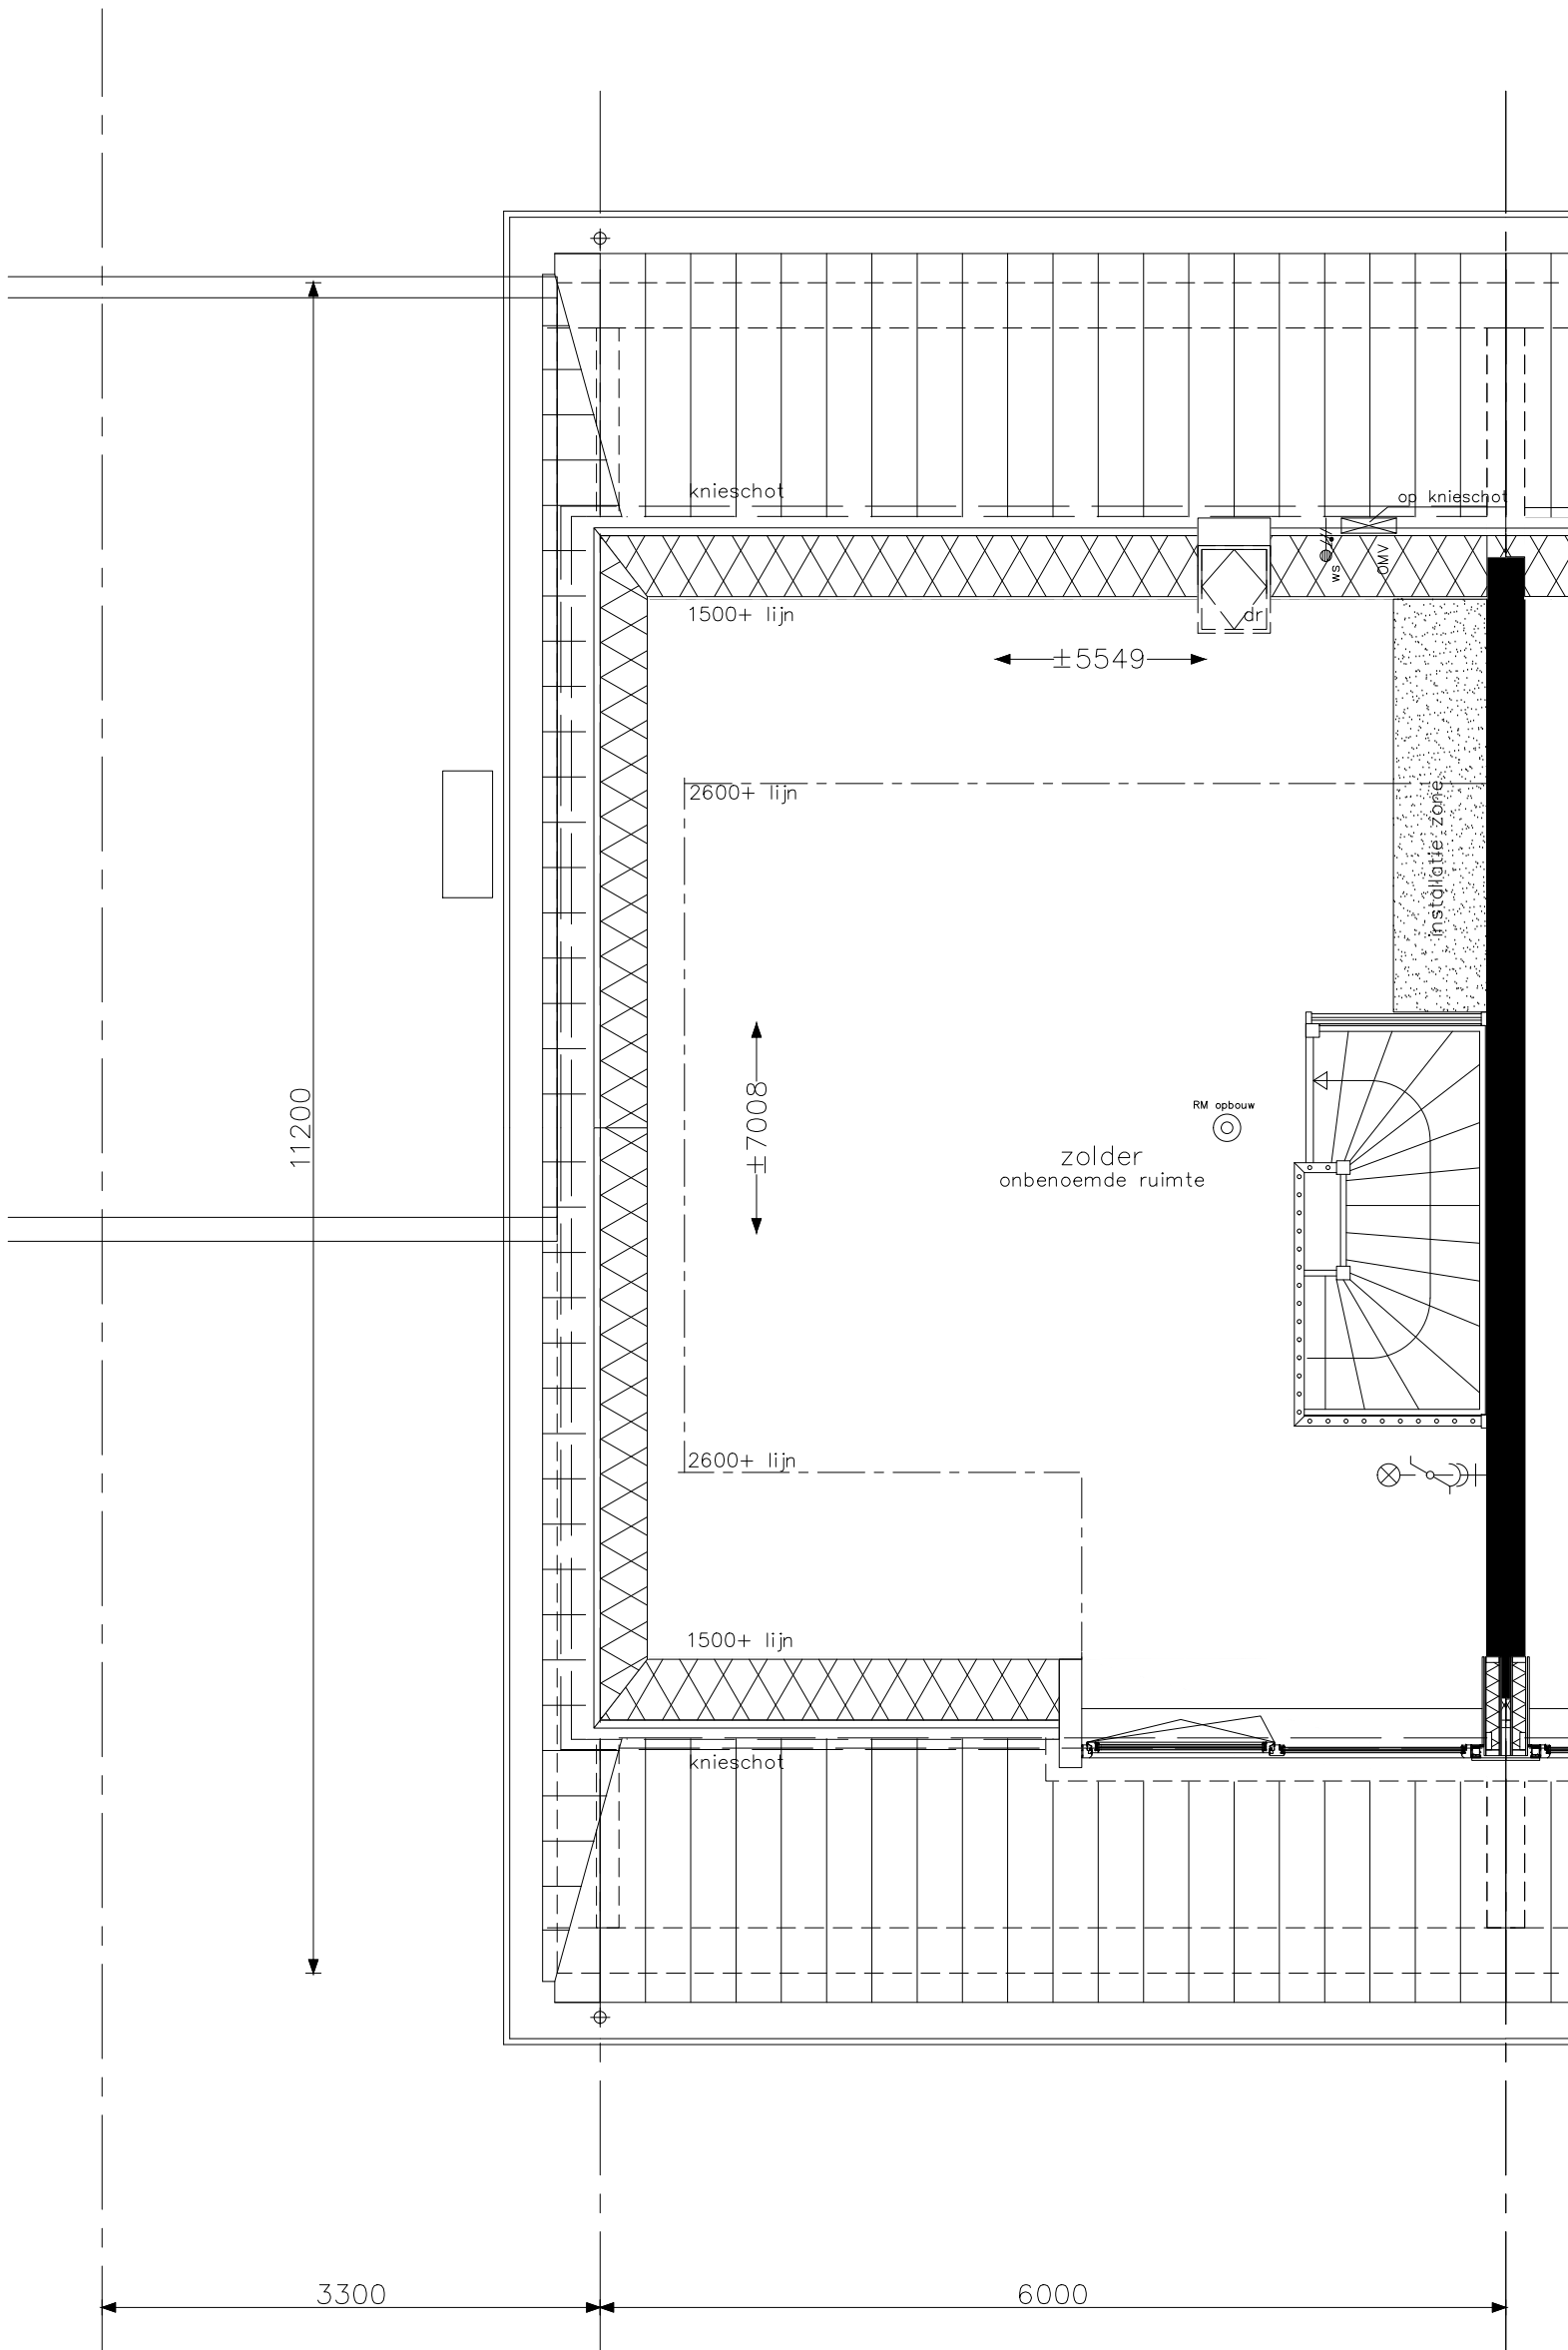 knieschot
op knieschot
ws
OMV
1500+ lijn
dr
±5549
2600+ lijn
installatie zone
11200
±7008
RM opbouw
zolder
onbenoemde ruimte
2600+ lijn
1500+ lijn
knieschot
3300
6000